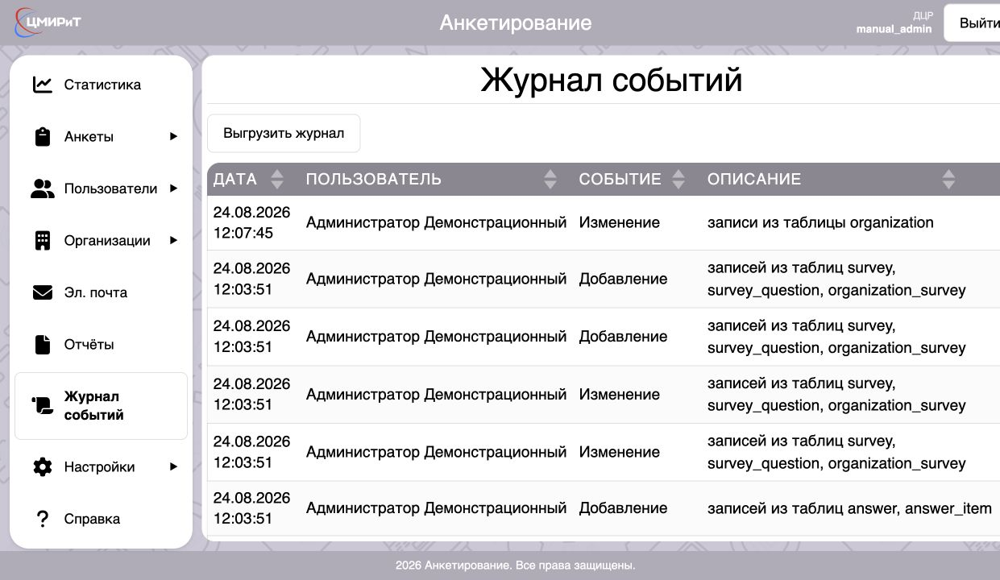 ЦМИРиТ
Анкетирование
ДЦР
manual_admin
Выйти
Статистика
Анкеты
Пользователи
Организации
Эл. почта
Отчёты
Журнал
событий
Настройки
Справка
Журнал событий
Выгрузить журнал
ДАТА ПОЛЬЗОВАТЕЛЬ СОБЫТИЕ ОПИСАНИЕ
24.08.2026
12:07:45
Администратор Демонстрационный Изменение записи из таблицы organization
24.08.2026
12:03:51
Администратор Демонстрационный Добавление записей из таблиц survey,
survey_question, organization_survey
24.08.2026
12:03:51
Администратор Демонстрационный Добавление записей из таблиц survey,
survey_question, organization_survey
24.08.2026
12:03:51
Администратор Демонстрационный Изменение записей из таблиц survey,
survey_question, organization_survey
24.08.2026
12:03:51
Администратор Демонстрационный Изменение записей из таблиц survey,
survey_question, organization_survey
24.08.2026
12:03:51
Администратор Демонстрационный Добавление записей из таблиц answer, answer_item
2026 Анкетирование. Все права защищены.